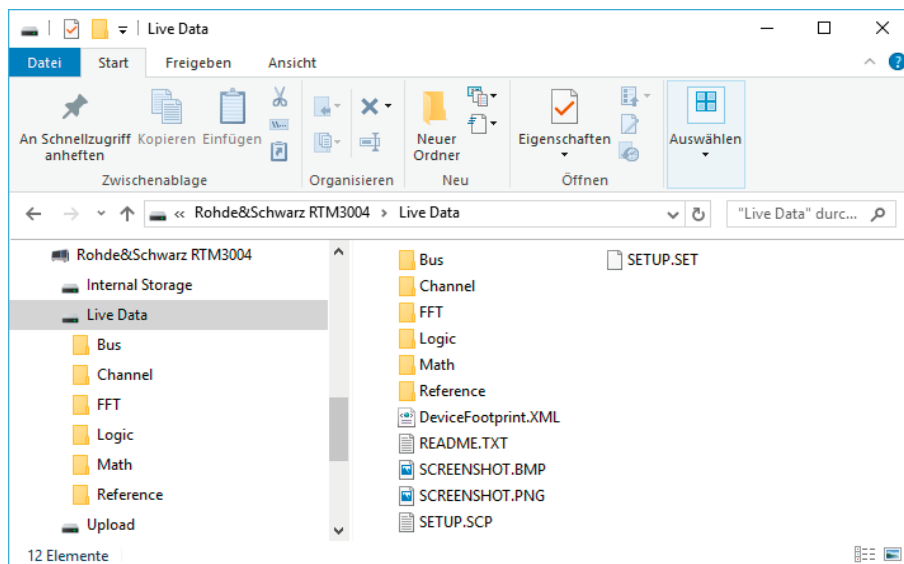 Live Data
Datei Start Freigeben Ansicht
An Schnellzugriff anheften
Kopieren
Einfügen
Neuer Ordner
Eigenschaften
Auswählen
Zwischenablage Organisieren Neu Öffnen
« Rohde&Schwarz RTM3004 > Live Data
"Live Data" durc...
Rohde&Schwarz RTM3004
Internal Storage
Live Data
Bus
Channel
FFT
Logic
Math
Reference
Upload
Bus
Channel
FFT
Logic
Math
Reference
DeviceFootprint.XML
README.TXT
SCREENSHOT.BMP
SCREENSHOT.PNG
SETUP.SCP
SETUP.SET
12 Elemente